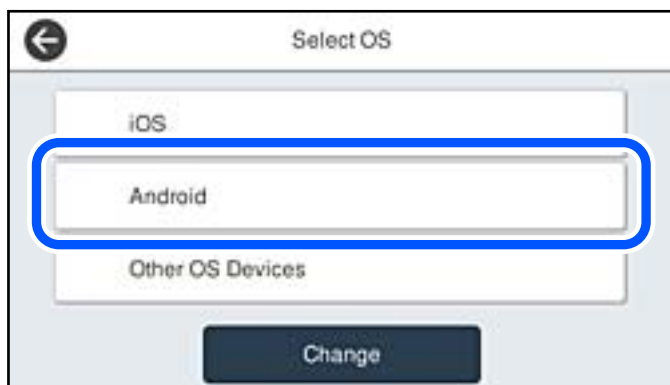 Select OS
iOS
Android
Other OS Devices
Change